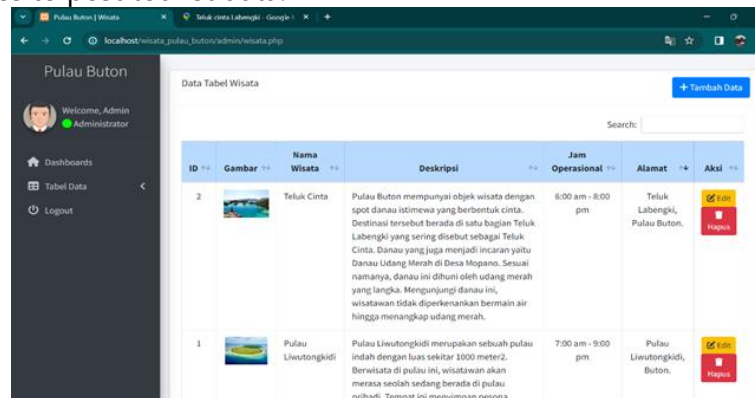 Pulau Buton | Wisata
Teluk cinta Labengki - Google
localhost/wisata_pulau_buton/admin/wisata.php
Pulau Buton
Welcome, Admin
Administrator
Dashboards
Tabel Data
Logout
Data Tabel Wisata
+ Tambah Data
Search:
ID Gambar Nama Wisata Deskripsi Jam Operasional Alamat Aksi
2 Teluk Cinta
Pulau Buton mempunyai objek wisata dengan
spot danau istimewa yang berbentuk cinta.
Destinasi tersebut berada di satu bagian Teluk
Labengki yang sering disebut sebagai Teluk
Cinta. Danau yang juga menjadi incaran yaitu
Danau Udang Merah di Desa Mopano. Sesuai
namanya, danau ini dihuni oleh udang merah
yang langka. Mengunjungi danau ini,
wisatawan tidak diperkenankan bermain air
hingga menangkap udang merah.
6:00 am - 8:00
pm
Teluk
Labengki,
Pulau Buton.
Edit
Hapus
1 Pulau
Liwutongkidi
Pulau Liwutongkidi merupakan sebuah pulau
indah dengan luas sekitar 1000 meter2.
Berwisata di pulau ini, wisatawan akan
merasa seolah sedang berada di pulau
pribadi. Tempat ini menyimpan pesona
7:00 am - 9:00
pm
Pulau
Liwutongkidi,
Buton.
Edit
Hapus